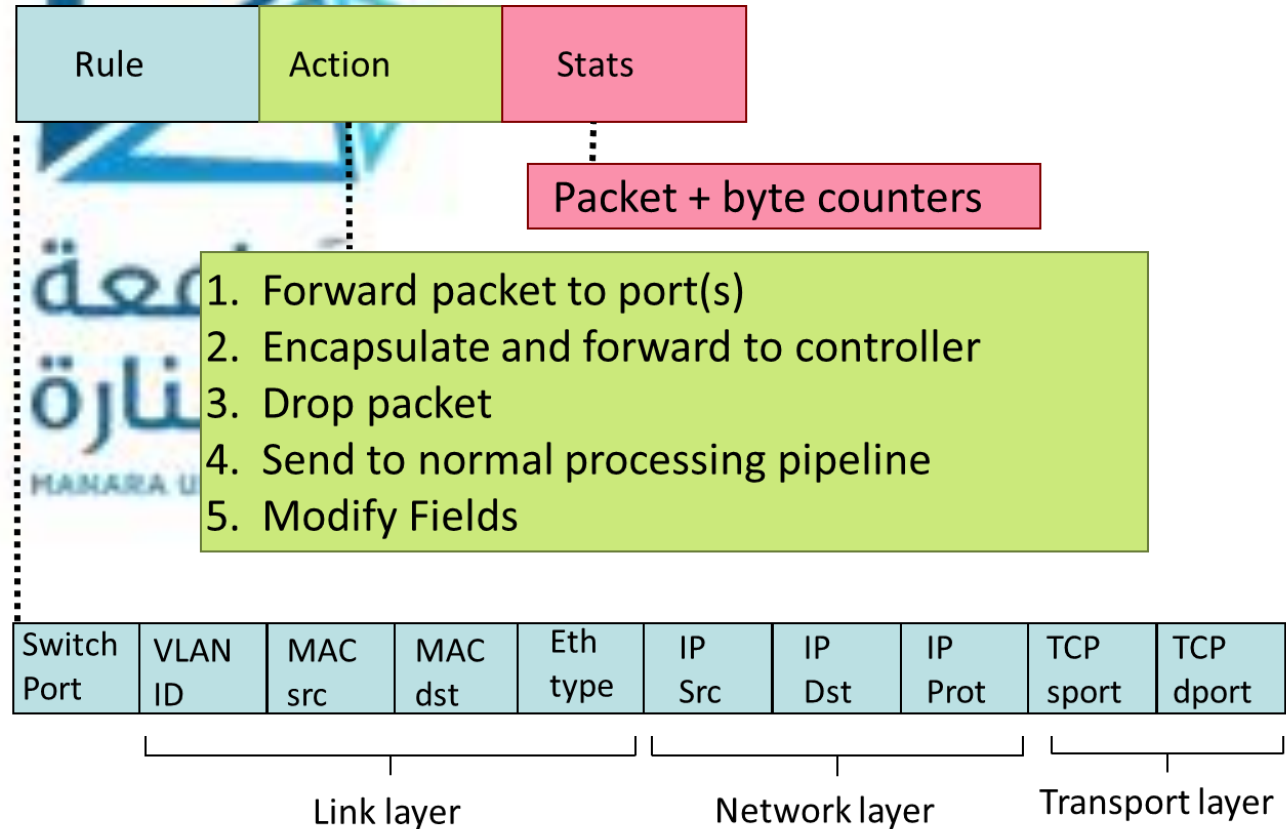 Rule
Action
Stats
Packet + byte counters
1. Forward packet to port(s)
2. Encapsulate and forward to controller
3. Drop packet
4. Send to normal processing pipeline
5. Modify Fields
MANARA
Switch Port
VLAN ID
MAC src
MAC dst
Eth type
IP Src
IP Dst
IP Prot
TCP sport
TCP dport
Link layer
Network layer
Transport layer